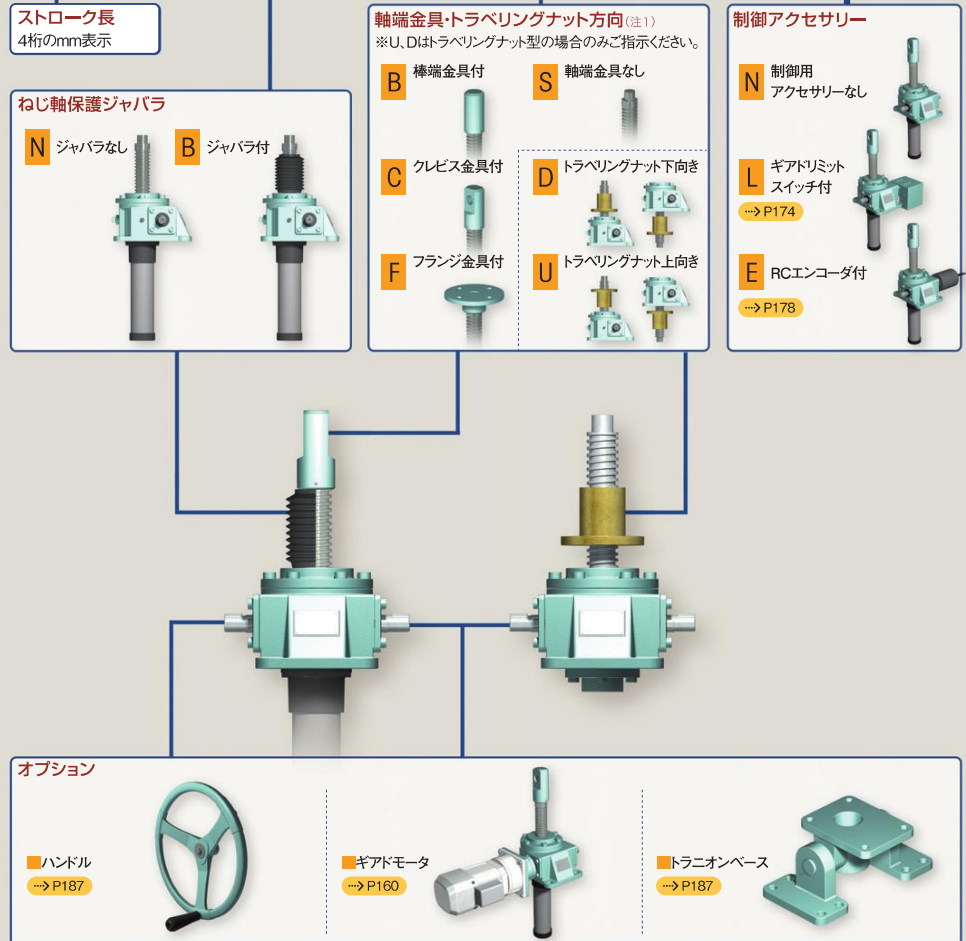 ストローク長
4桁のmm表示
ねじ軸保護ジャバラ
N ジャバラなし
B ジャバラ付
軸端金具・トラベリングナット方向(注1)
※U、Dはトラベリングナット型の場合のみご指示ください。
B 棒端金具付
S 軸端金具なし
C クレビス金具付
D トラベリングナット下向き
F フランジ金具付
U トラベリングナット上向き
制御アクセサリー
N 制御用
アクセサリーなし
L ギアドリミット
スイッチ付
P174
E RCエンコーダ付
P178
オプション
ハンドル
P187
ギアドモータ
P160
トラニオンベース
P187